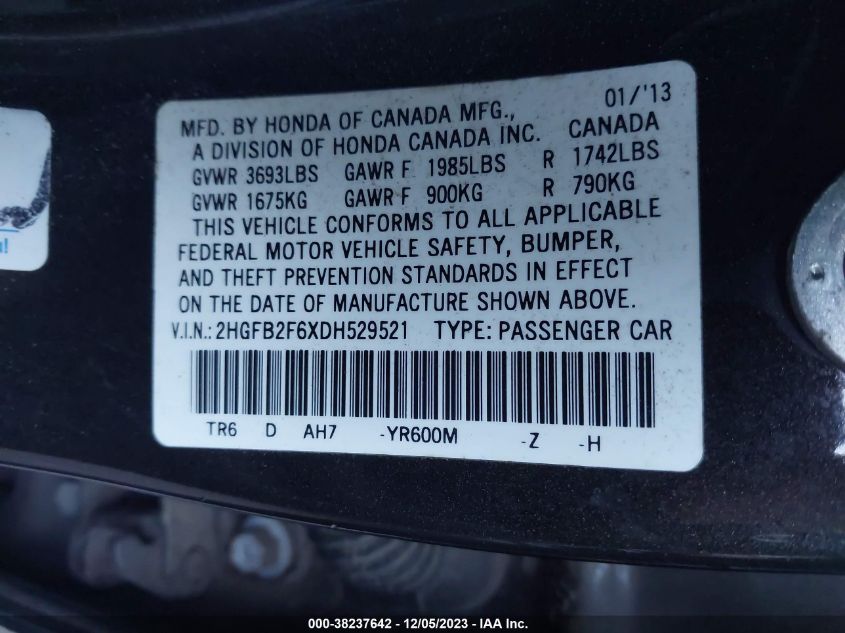 01/'13
MFD. BY HONDA OF CANADA MFG.,
A DIVISION OF HONDA CANADA INC. CANADA
GVWR 3693LBS GAWR F 1985LBS R 1742LBS
GVWR 1675KG GAWR F 900KG R 790KG
THIS VEHICLE CONFORMS TO ALL APPLICABLE
FEDERAL MOTOR VEHICLE SAFETY, BUMPER,
AND THEFT PREVENTION STANDARDS IN EFFECT
ON THE DATE OF MANUFACTURE SHOWN ABOVE.
V.I.N.: 2HGFB2F6XDH529521 TYPE: PASSENGER CAR
TR6 D AH7 -YR600M -Z -H
000-38237642 - 12/05/2023 - IAA Inc.